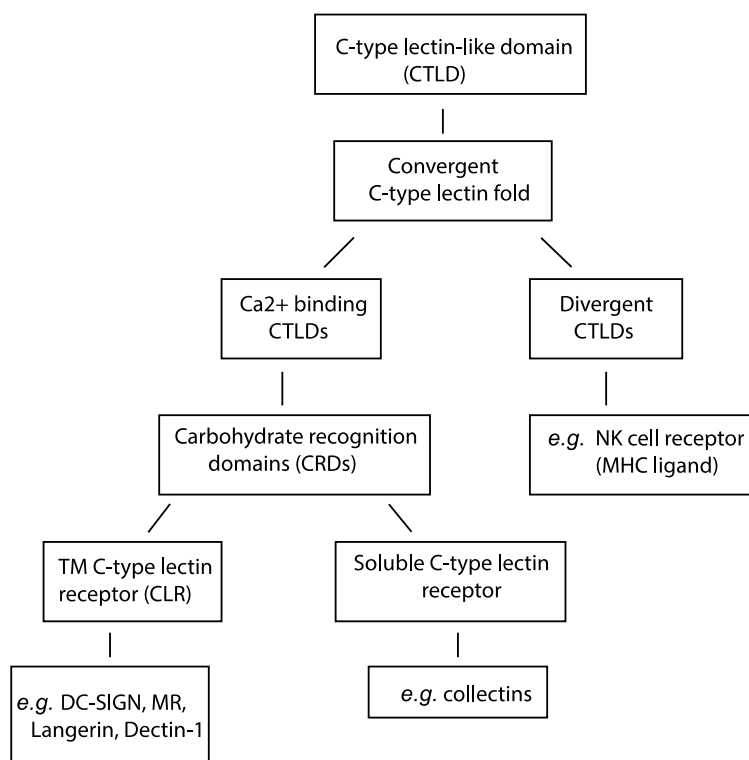 C-type lectin-like domain
(CTLD)
Convergent
C-type lectin fold
Ca2+ binding
CTLDs
Divergent
CTLDs
Carbohydrate recognition
domains (CRDs)
e.g. NK cell receptor
(MHC ligand)
TM C-type lectin
receptor (CLR)
Soluble C-type lectin
receptor
e.g. DC-SIGN, MR,
Langerin, Dectin-1
e.g. collectins